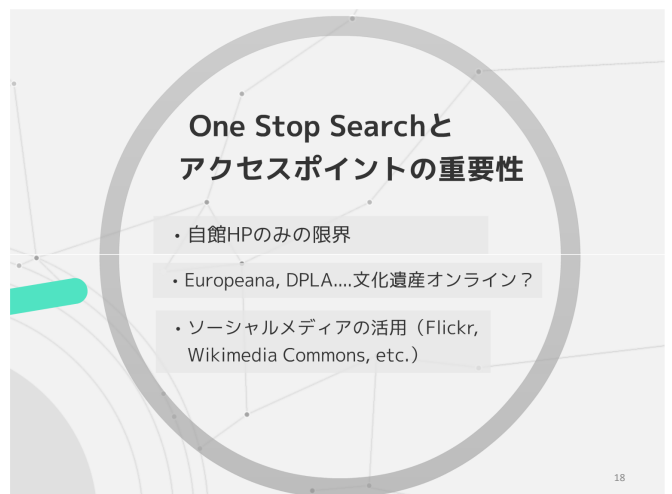 One Stop Searchと
アクセスポイントの重要性
・自館HPのみの限界
・Europeana, DPLA....文化遺産オンライン？
・ソーシャルメディアの活用（Flickr,
Wikimedia Commons, etc.）
18